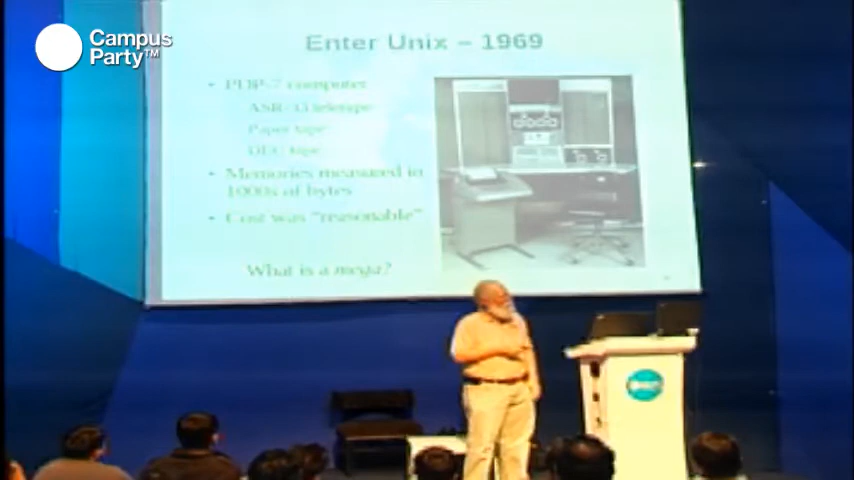 Campus
Party™
Enter Unix – 1969
• PDP-7 computer
ASR-33 teletype
Paper tape
DEC tape
• Memories measured in
1000s of bytes
• Cost was "reasonable"
What is a mega?